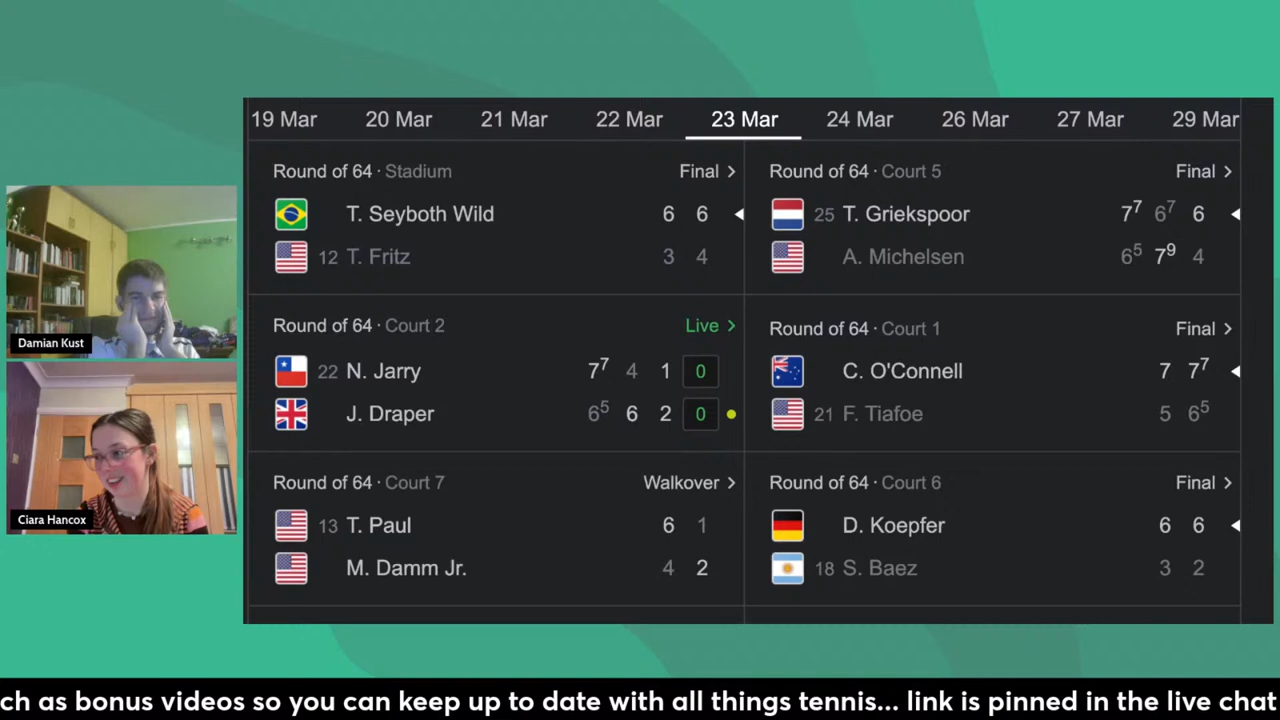 19 Mar 20 Mar 21 Mar 22 Mar 23 Mar 24 Mar 26 Mar 27 Mar 29 Mar
Round of 64 · Stadium Final >
T. Seyboth Wild 6 6
12 T. Fritz 3 4
Round of 64 · Court 5 Final >
25 T. Griekspoor 7⁷ 6⁷ 6
A. Michelsen 6⁵ 7⁹ 4
Round of 64 · Court 2 Live >
22 N. Jarry 7⁷ 4 1 0
J. Draper 6⁵ 6 2 0
Round of 64 · Court 1 Final >
C. O'Connell 7 7⁷
21 F. Tiafoe 5 6⁵
Round of 64 · Court 7 Walkover >
13 T. Paul 6 1
M. Damm Jr. 4 2
Round of 64 · Court 6 Final >
D. Koepfer 6 6
18 S. Baez 3 2
Damian Kust
Ciara Hancox
ch as bonus videos so you can keep up to date with all things tennis... link is pinned in the live chat